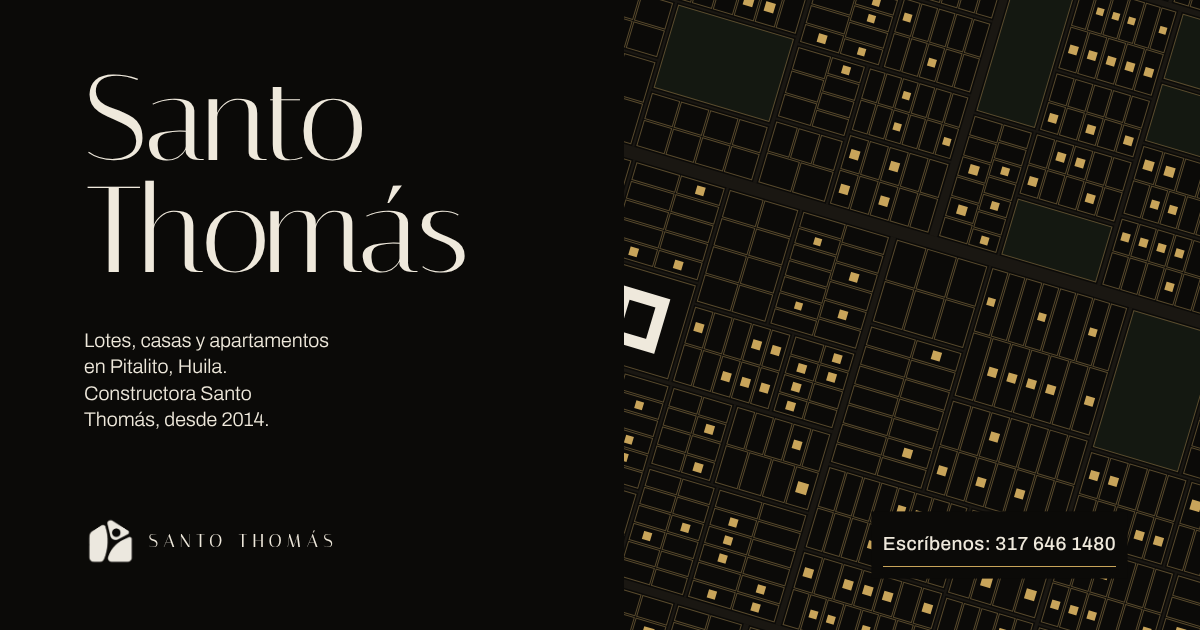 Santo
Thomás
Lotes, casas y apartamentos
en Pitalito, Huila.
Constructora Santo
Thomás, desde 2014.
SANTO THOMÁS
Escríbenos: 317 646 1480